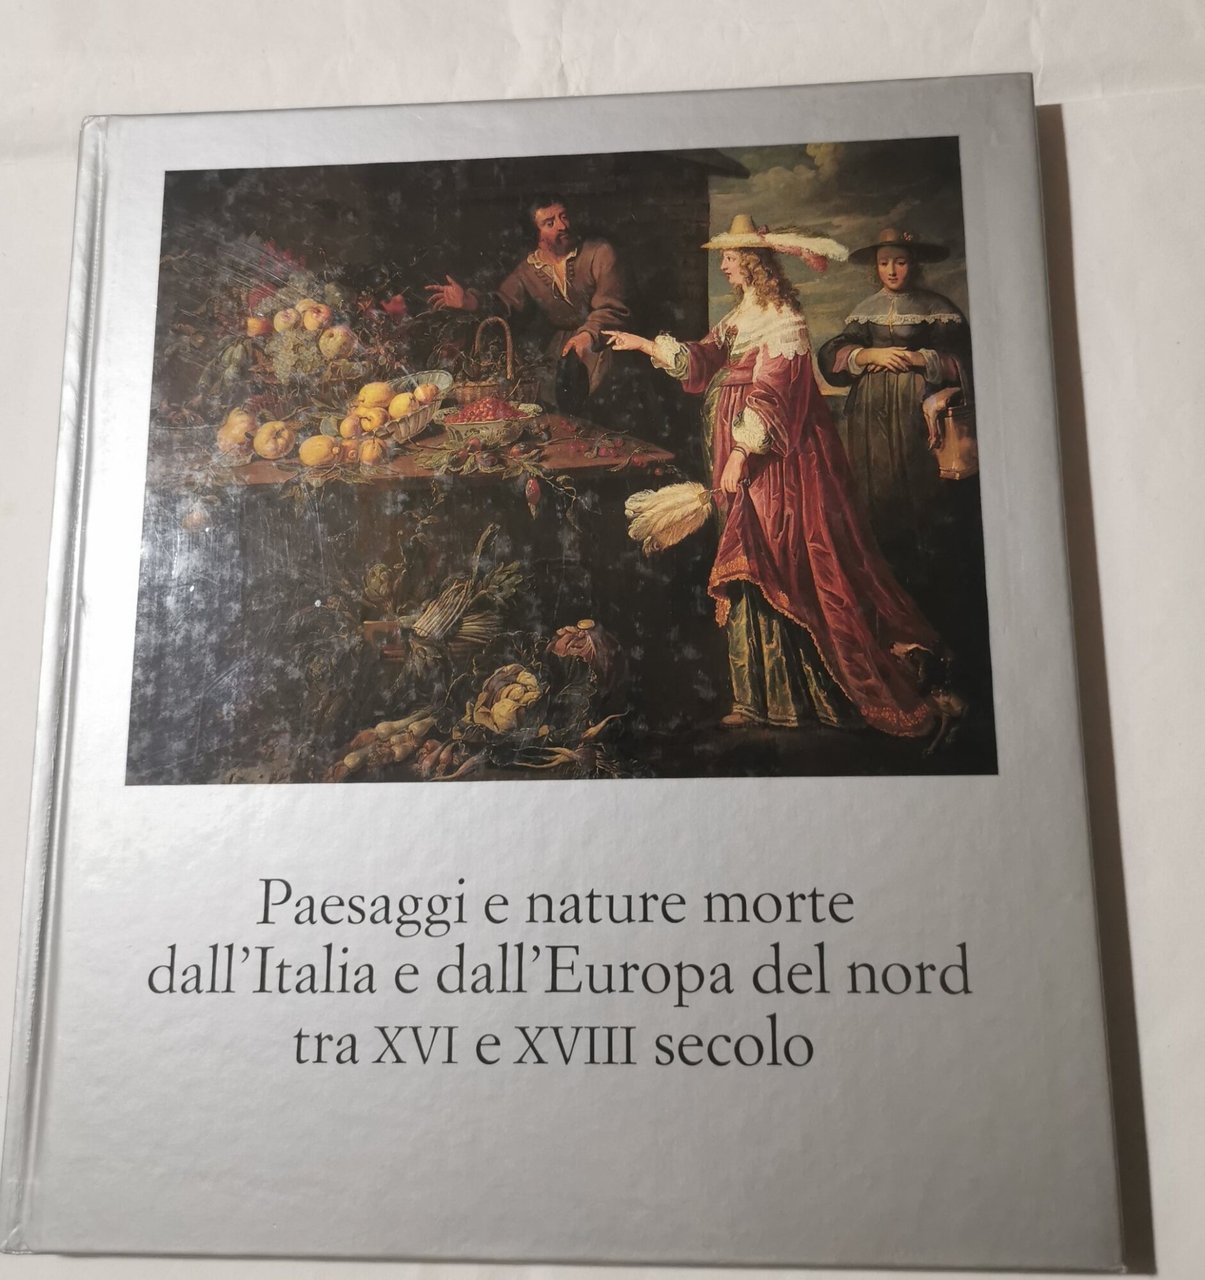 Paesaggi e nature morte
dall'Italia e dall'Europa del nord
tra XVI e XVIII secolo